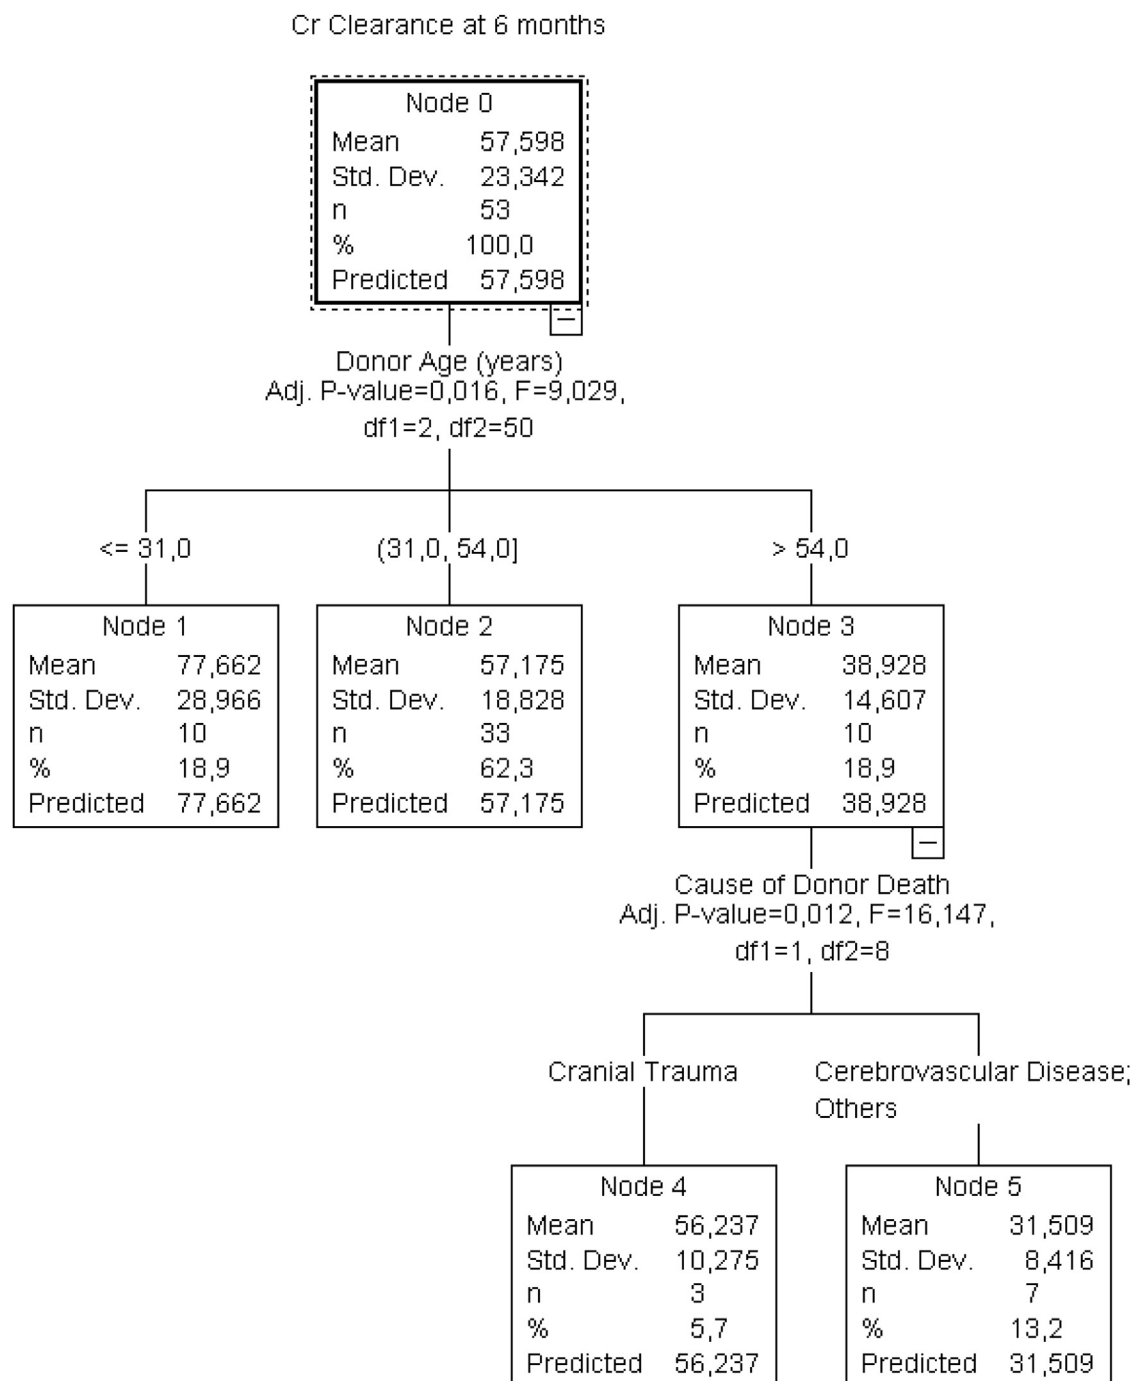 Cr Clearance at 6 months
Node 0
Mean 57,598
Std. Dev. 23,342
n 53
% 100,0
Predicted 57,598
Donor Age (years)
Adj. P-value=0,016, F=9,029,
df1=2, df2=50
<= 31,0
(31,0, 54,0]
> 54,0
Node 1
Mean 77,662
Std. Dev. 28,966
n 10
% 18,9
Predicted 77,662
Node 2
Mean 57,175
Std. Dev. 18,828
n 33
% 62,3
Predicted 57,175
Node 3
Mean 38,928
Std. Dev. 14,607
n 10
% 18,9
Predicted 38,928
Cause of Donor Death
Adj. P-value=0,012, F=16,147,
df1=1, df2=8
Cranial Trauma
Cerebrovascular Disease;
Others
Node 4
Mean 56,237
Std. Dev. 10,275
n 3
% 5,7
Predicted 56,237
Node 5
Mean 31,509
Std. Dev. 8,416
n 7
% 13,2
Predicted 31,509